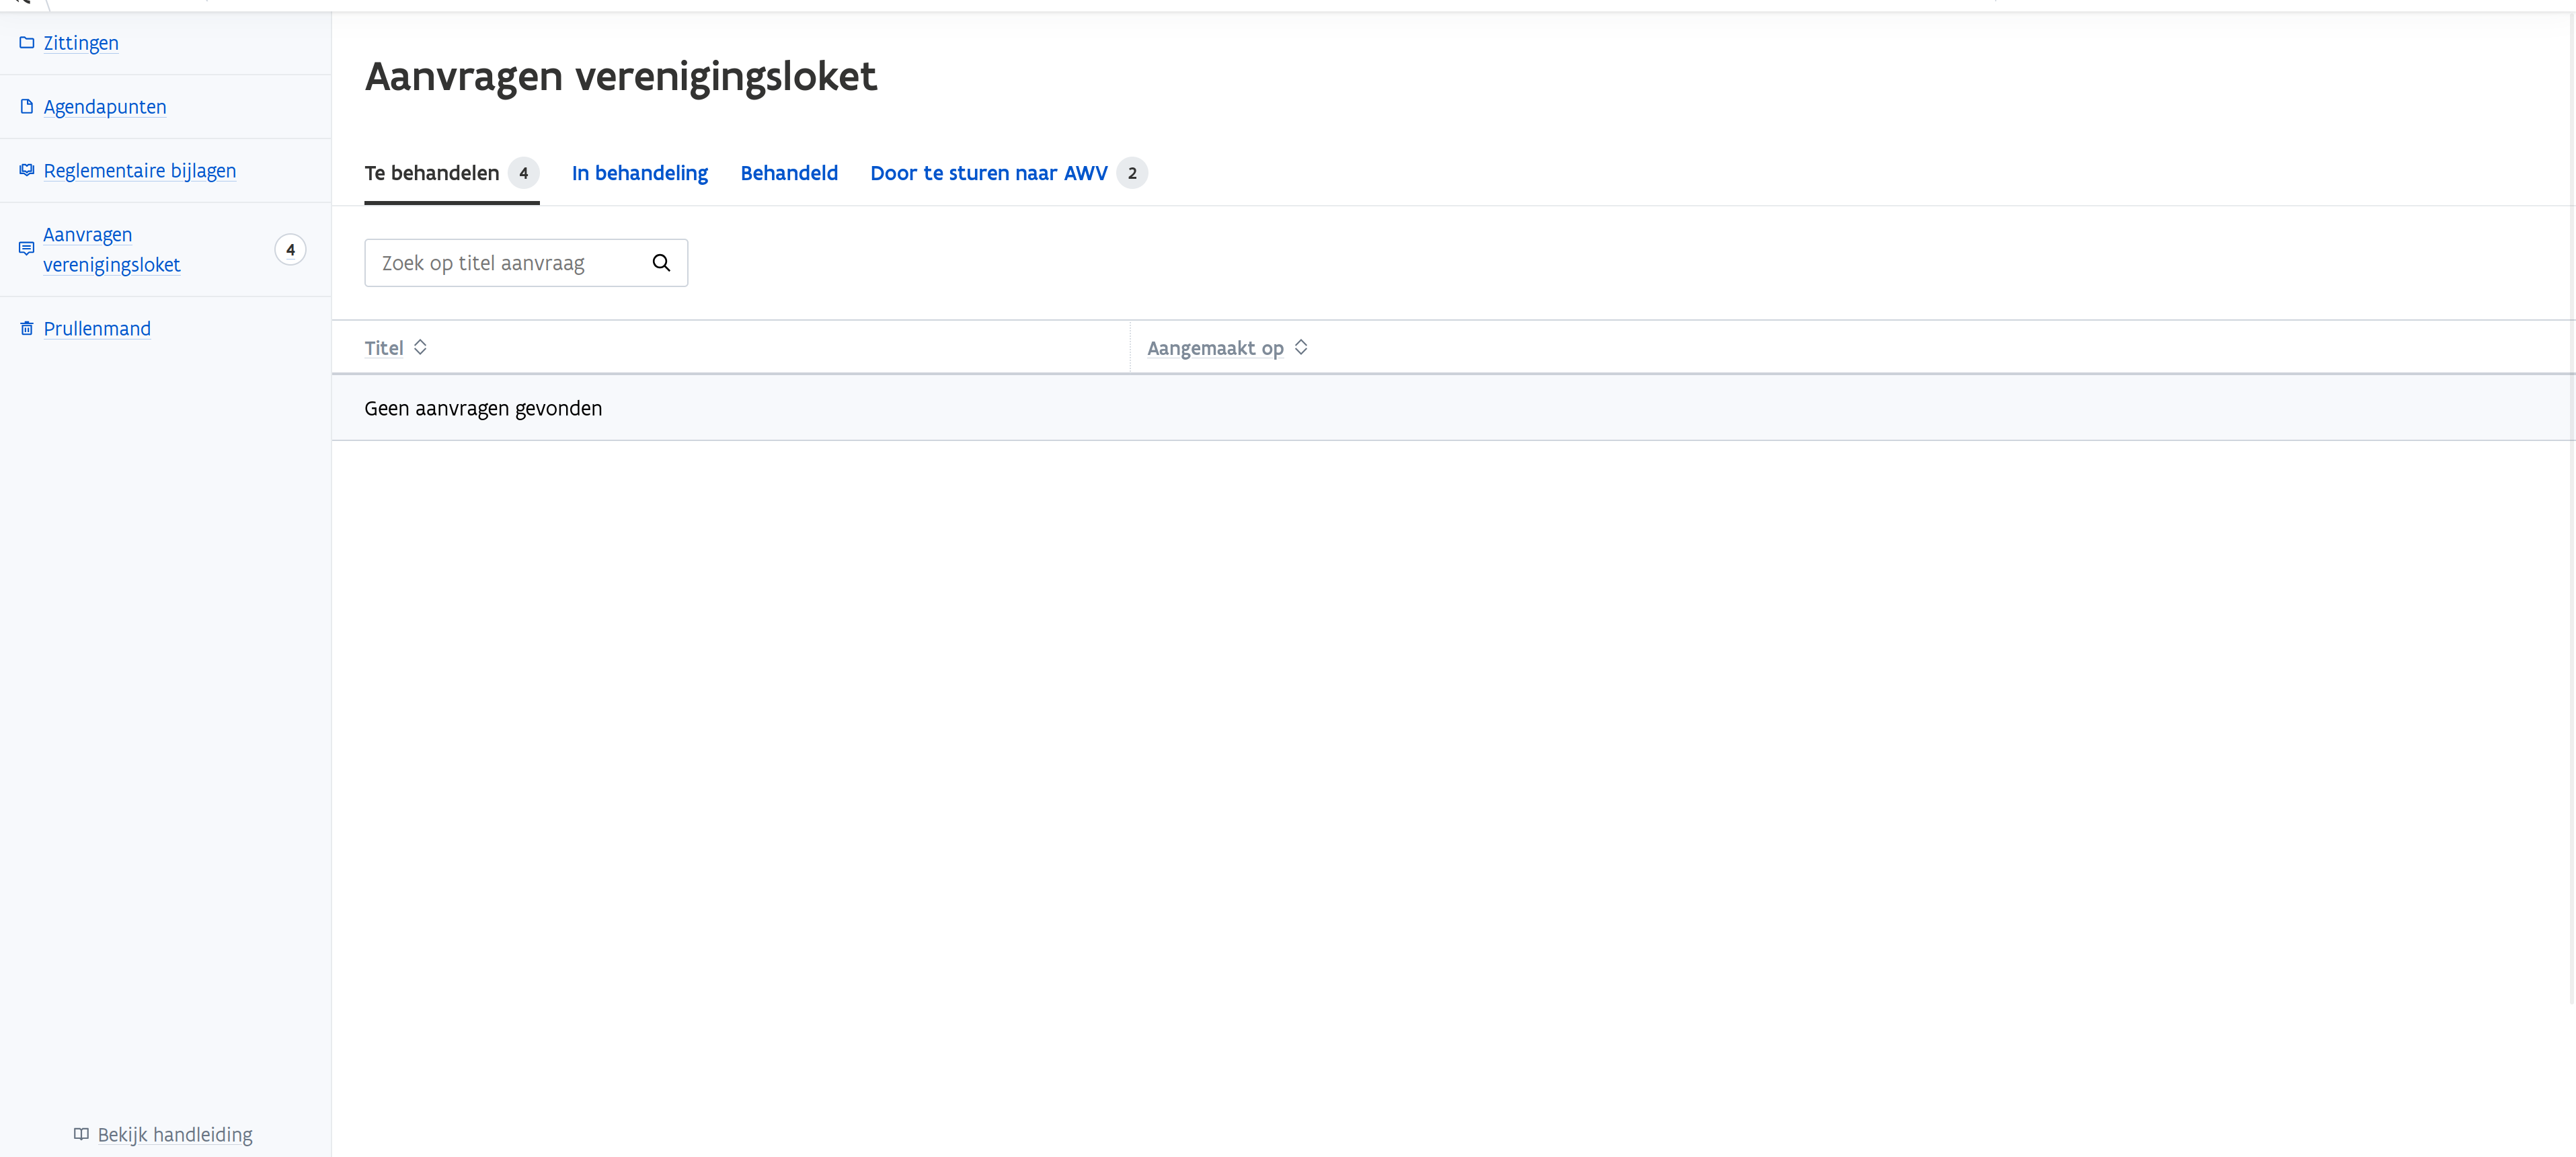 Zittingen
Agendapunten
Reglementaire bijlagen
Aanvragen
verenigingsloket
4
Prullenmand
Bekijk handleiding
Aanvragen verenigingsloket
Te behandelen 4 In behandeling Behandeld Door te sturen naar AWV 2
Zoek op titel aanvraag
Titel Aangemaakt op
Geen aanvragen gevonden